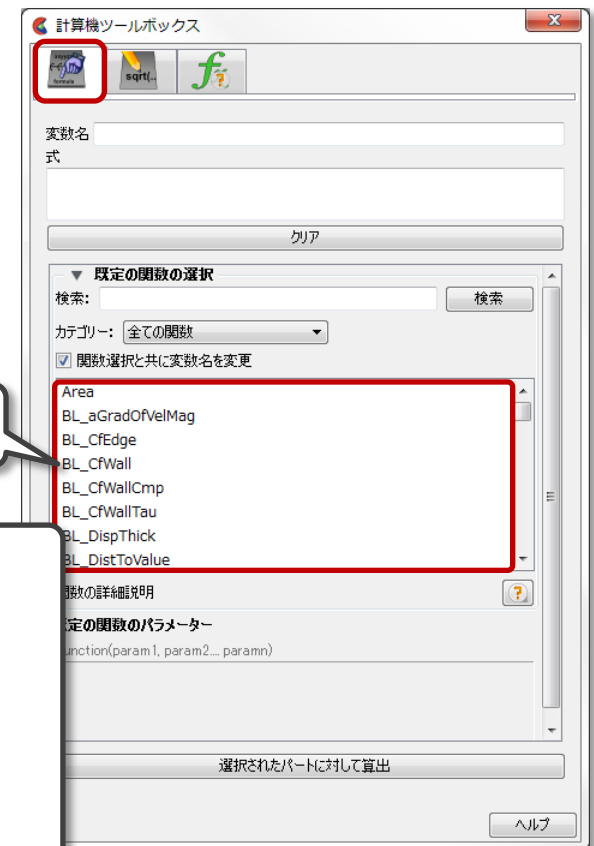 計算機ツールボックス
sqrt(..
変数名
式
クリア
▼ 既定の関数の選択
検索:
検索
カテゴリー: 全ての関数
関数選択と共に変数名を変更
Area
BL_aGradOfVelMag
BL_CfEdge
BL_CfWall
BL_CfWallCmp
BL_CfWallTau
BL_DispThick
BL_DistToValue
数の詳細説明
定の関数のパラメーター
unction(param1, param2.... paramn)
選択されたパートに対して算出
ヘルプ